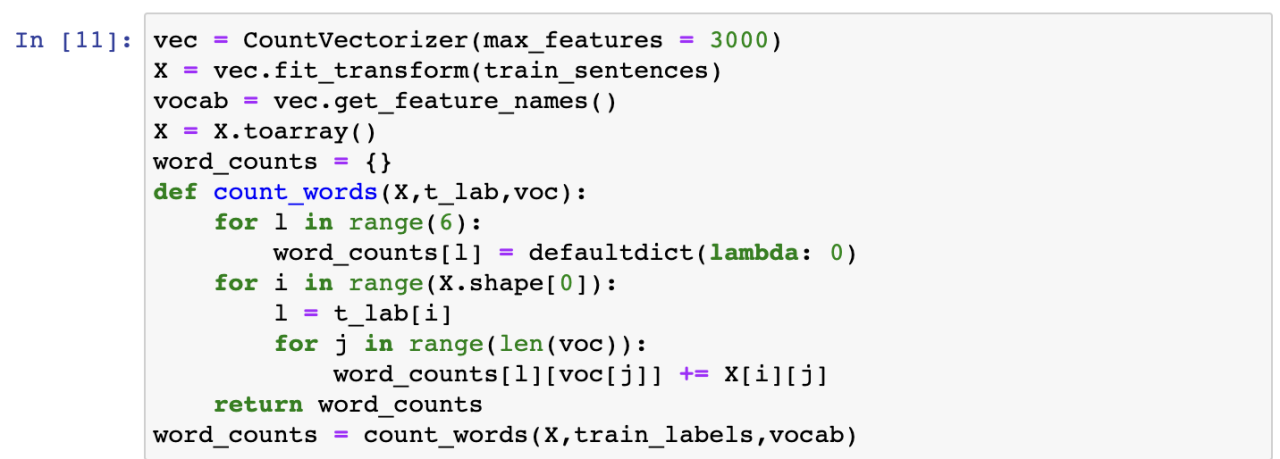 In [11]: vec = CountVectorizer(max_features = 3000)
X = vec.fit_transform(train_sentences)
vocab = vec.get_feature_names()
X = X.toarray()
word_counts = {}
def count_words(X,t_lab,voc):
    for l in range(6):
        word_counts[l] = defaultdict(lambda: 0)
    for i in range(X.shape[0]):
        l = t_lab[i]
        for j in range(len(voc)):
            word_counts[l][voc[j]] += X[i][j]
    return word_counts
word_counts = count_words(X,train_labels,vocab)